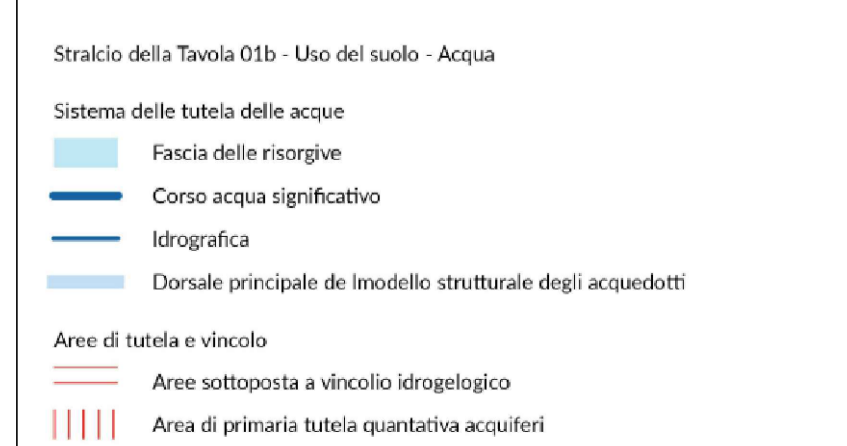 Stralcio della Tavola 01b - Uso del suolo - Acqua
Sistema delle tutela delle acque
Fascia delle risorgive
Corso acqua significativo
Idrografica
Dorsale principale de lmodello strutturale degli acquedotti
Aree di tutela e vincolo
Aree sottoposta a vincolio idrogelogico
Area di primaria tutela quantativa acquiferi